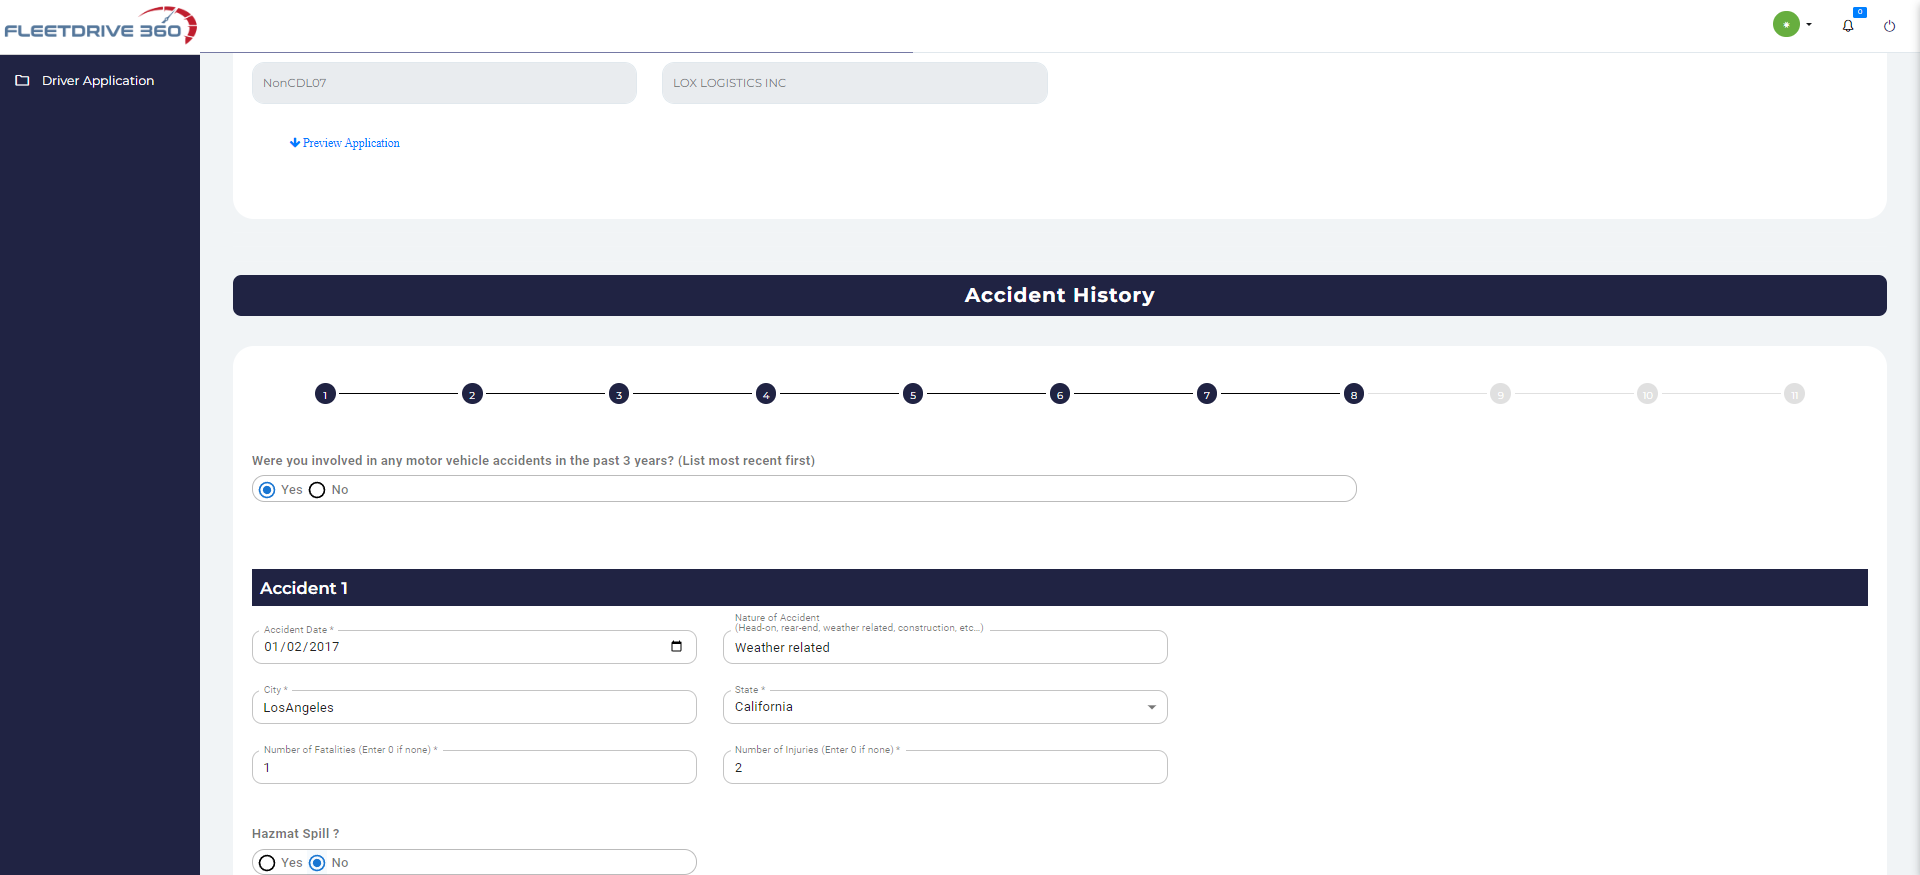 FLEETDRIVE 360
0
Driver Application
NonCDL07
LOX LOGISTICS INC
Preview Application
Accident History
1 2 3 4 5 6 7 8 9 10 11
Were you involved in any motor vehicle accidents in the past 3 years? (List most recent first)
Yes No
Accident 1
Accident Date *
01/02/2017
Nature of Accident
(Head-on, rear-end, weather related, construction, etc...)
Weather related
City *
LosAngeles
State *
California
Number of Fatalities (Enter 0 if none) *
1
Number of Injuries (Enter 0 if none) *
2
Hazmat Spill ?
Yes No